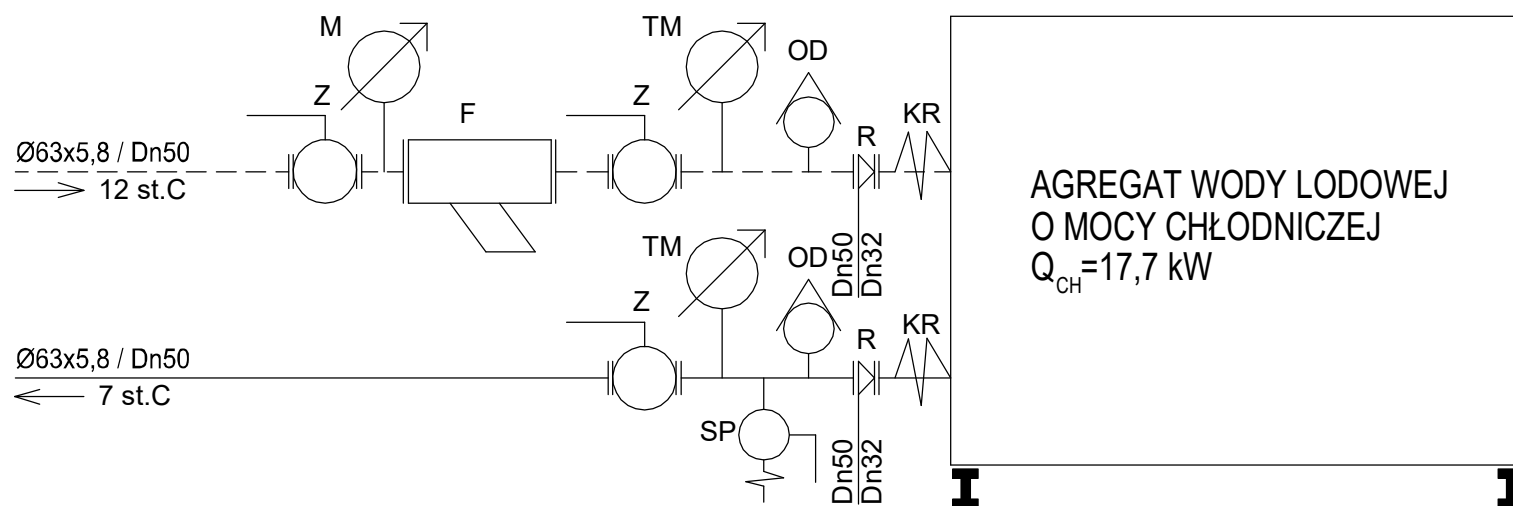 M
TM
OD
Z
F
Z
R
KR
Ø63x5,8 / Dn50
12 st.C
AGREGAT WODY LODOWEJ
O MOCY CHŁODNICZEJ
QCH=17,7 kW
Dn50
Dn32
TM
OD
Z
R
KR
Ø63x5,8 / Dn50
7 st.C
SP
Dn50
Dn32